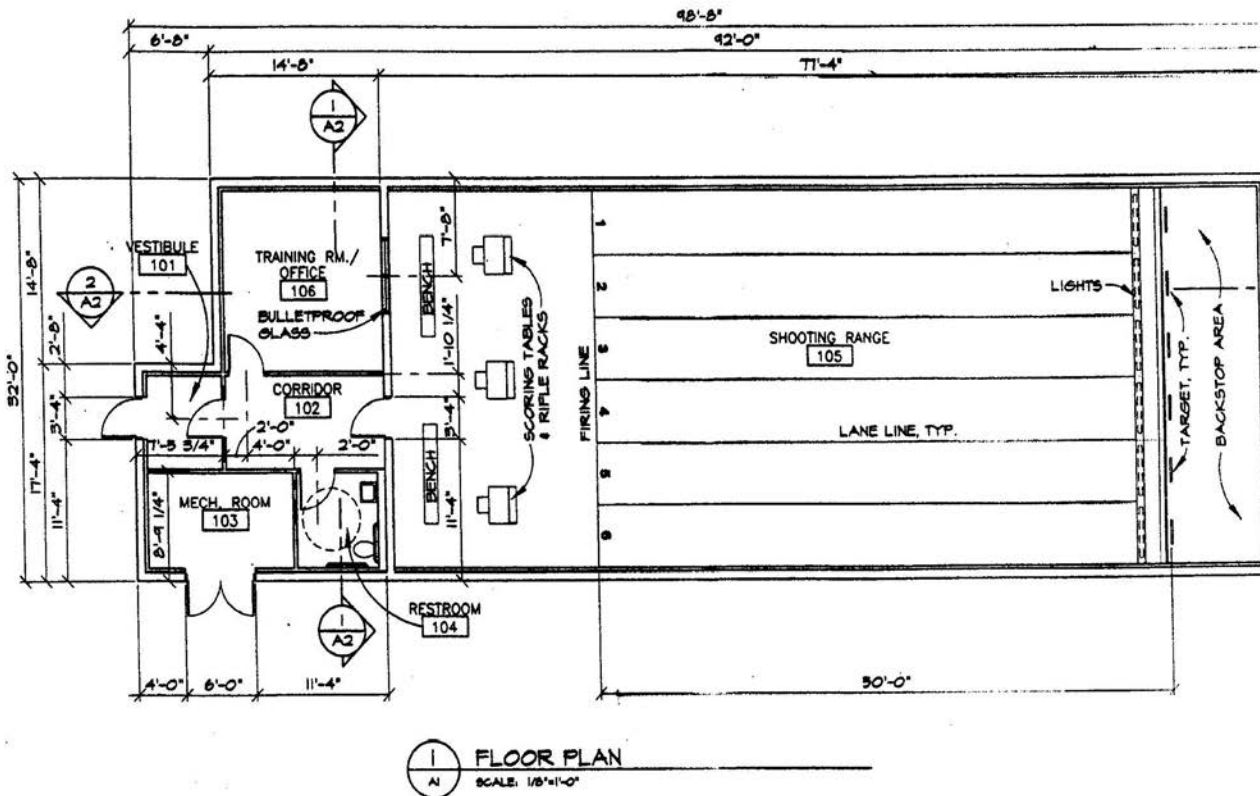 98'-8"
6'-8"
92'-0"
14'-8"
77'-4"
1
A2
32'-0"
14'-8"
2'-8"
17'-4"
3'-4"
11'-4"
VESTIBULE
101
2
A2
4'-4"
TRAINING RM./
OFFICE
106
BULLETPROOF
GLASS
CORRIDOR
102
2'-0"
7'-5 3/4"
4'-0"
2'-0"
MECH. ROOM
103
8'-9 1/4"
RESTROOM
104
1
A2
BENCH
BENCH
7'-8"
1'-10 1/4"
3'-4"
11'-4"
SCORING TABLES
& RIFLE RACKS
FIRING LINE
1
2
3
4
5
6
SHOOTING RANGE
105
LANE LINE, TYP.
LIGHTS
TARGET, TYP.
BACKSTOP AREA
4'-0"
6'-0"
11'-4"
50'-0"
1
A1
FLOOR PLAN
SCALE: 1/8"=1'-0"